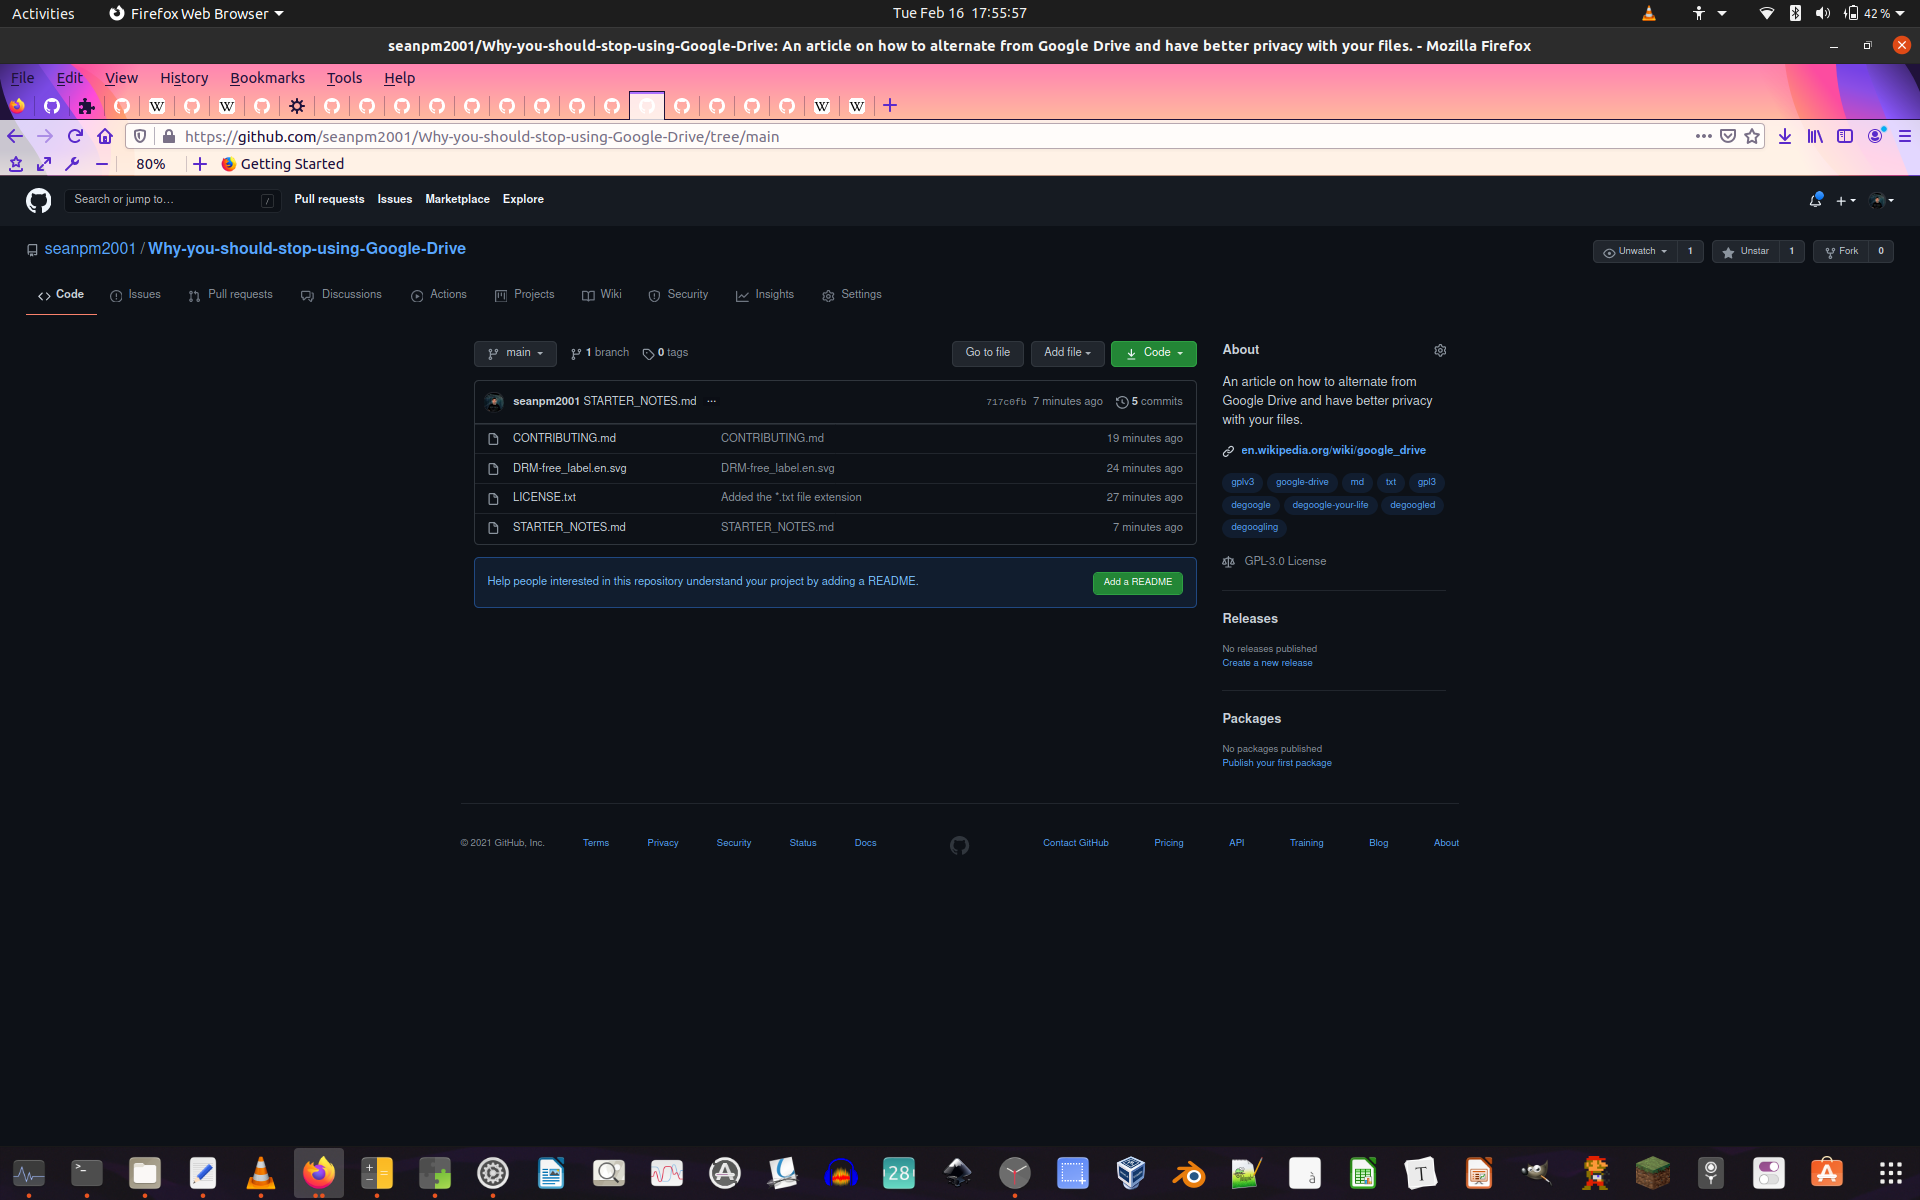 Activities Firefox Web Browser Tue Feb 16 17:55:57 42 %
seanpm2001/Why-you-should-stop-using-Google-Drive: An article on how to alternate from Google Drive and have better privacy with your files. - Mozilla Firefox
File Edit View History Bookmarks Tools Help
https://github.com/seanpm2001/Why-you-should-stop-using-Google-Drive/tree/main
80% Getting Started
Search or jump to… / Pull requests Issues Marketplace Explore
seanpm2001 / Why-you-should-stop-using-Google-Drive Unwatch 1 Unstar 1 Fork 0
Code Issues Pull requests Discussions Actions Projects Wiki Security Insights Settings
main 1 branch 0 tags Go to file Add file Code
seanpm2001 STARTER_NOTES.md ... 717c0fb 7 minutes ago 5 commits
CONTRIBUTING.md CONTRIBUTING.md 19 minutes ago
DRM-free_label.en.svg DRM-free_label.en.svg 24 minutes ago
LICENSE.txt Added the *.txt file extension 27 minutes ago
STARTER_NOTES.md STARTER_NOTES.md 7 minutes ago
Help people interested in this repository understand your project by adding a README. Add a README
About
An article on how to alternate from
Google Drive and have better privacy
with your files.
en.wikipedia.org/wiki/google_drive
gplv3 google-drive md txt gpl3
degoogle degoogle-your-life degoogled
degoogling
GPL-3.0 License
Releases
No releases published
Create a new release
Packages
No packages published
Publish your first package
© 2021 GitHub, Inc. Terms Privacy Security Status Docs Contact GitHub Pricing API Training Blog About
28